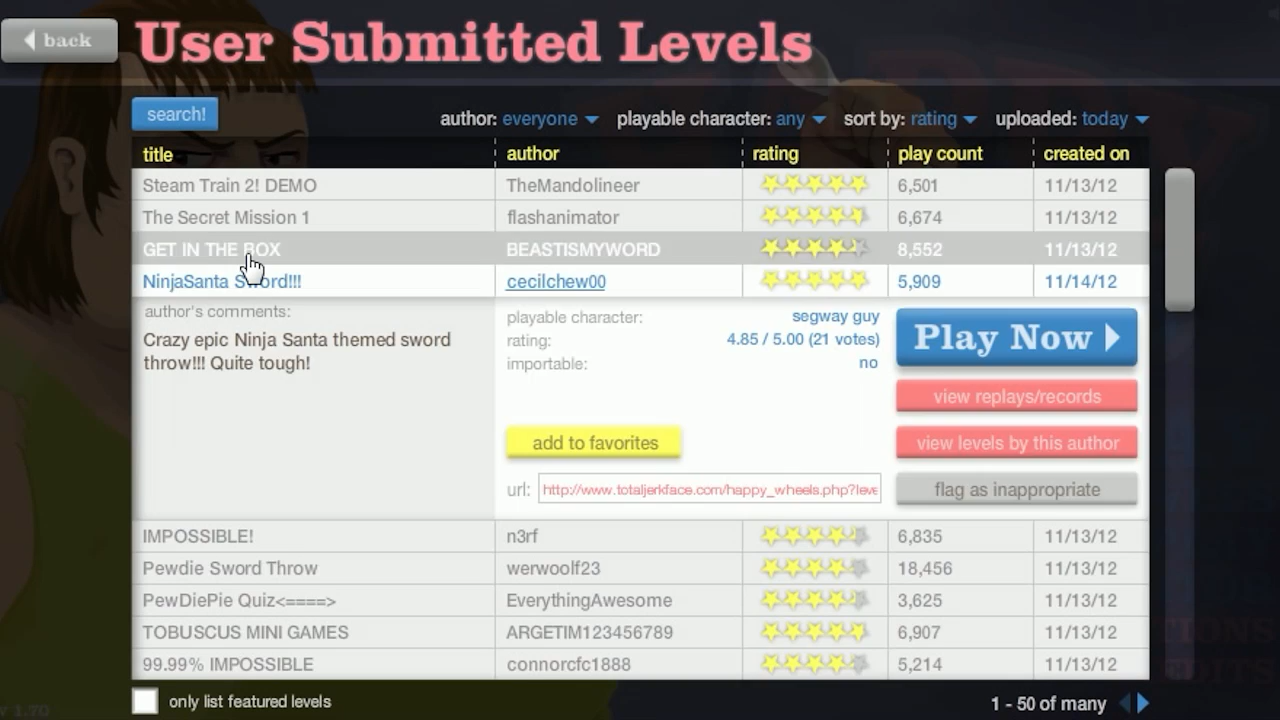 back
User Submitted Levels
search!
author: everyone playable character: any sort by: rating uploaded: today
title author rating play count created on
Steam Train 2! DEMO TheMandolineer 6,501 11/13/12
The Secret Mission 1 flashanimator 6,674 11/13/12
GET IN THE BOX BEASTISMYWORD 8,552 11/13/12
NinjaSanta Sword!!! cecilchew00 5,909 11/14/12
author's comments:
Crazy epic Ninja Santa themed sword
throw!!! Quite tough!
playable character: segway guy
rating: 4.85 / 5.00 (21 votes)
importable: no
add to favorites
url: http://www.totaljerkface.com/happy_wheels.php?leve
Play Now
view replays/records
view levels by this author
flag as inappropriate
IMPOSSIBLE! n3rf 6,835 11/13/12
Pewdie Sword Throw werwoolf23 18,456 11/13/12
PewDiePie Quiz<====> EverythingAwesome 3,625 11/13/12
TOBUSCUS MINI GAMES ARGETIM123456789 6,907 11/13/12
99.99% IMPOSSIBLE connorcfc1888 5,214 11/13/12
only list featured levels
1 - 50 of many
v 1.70